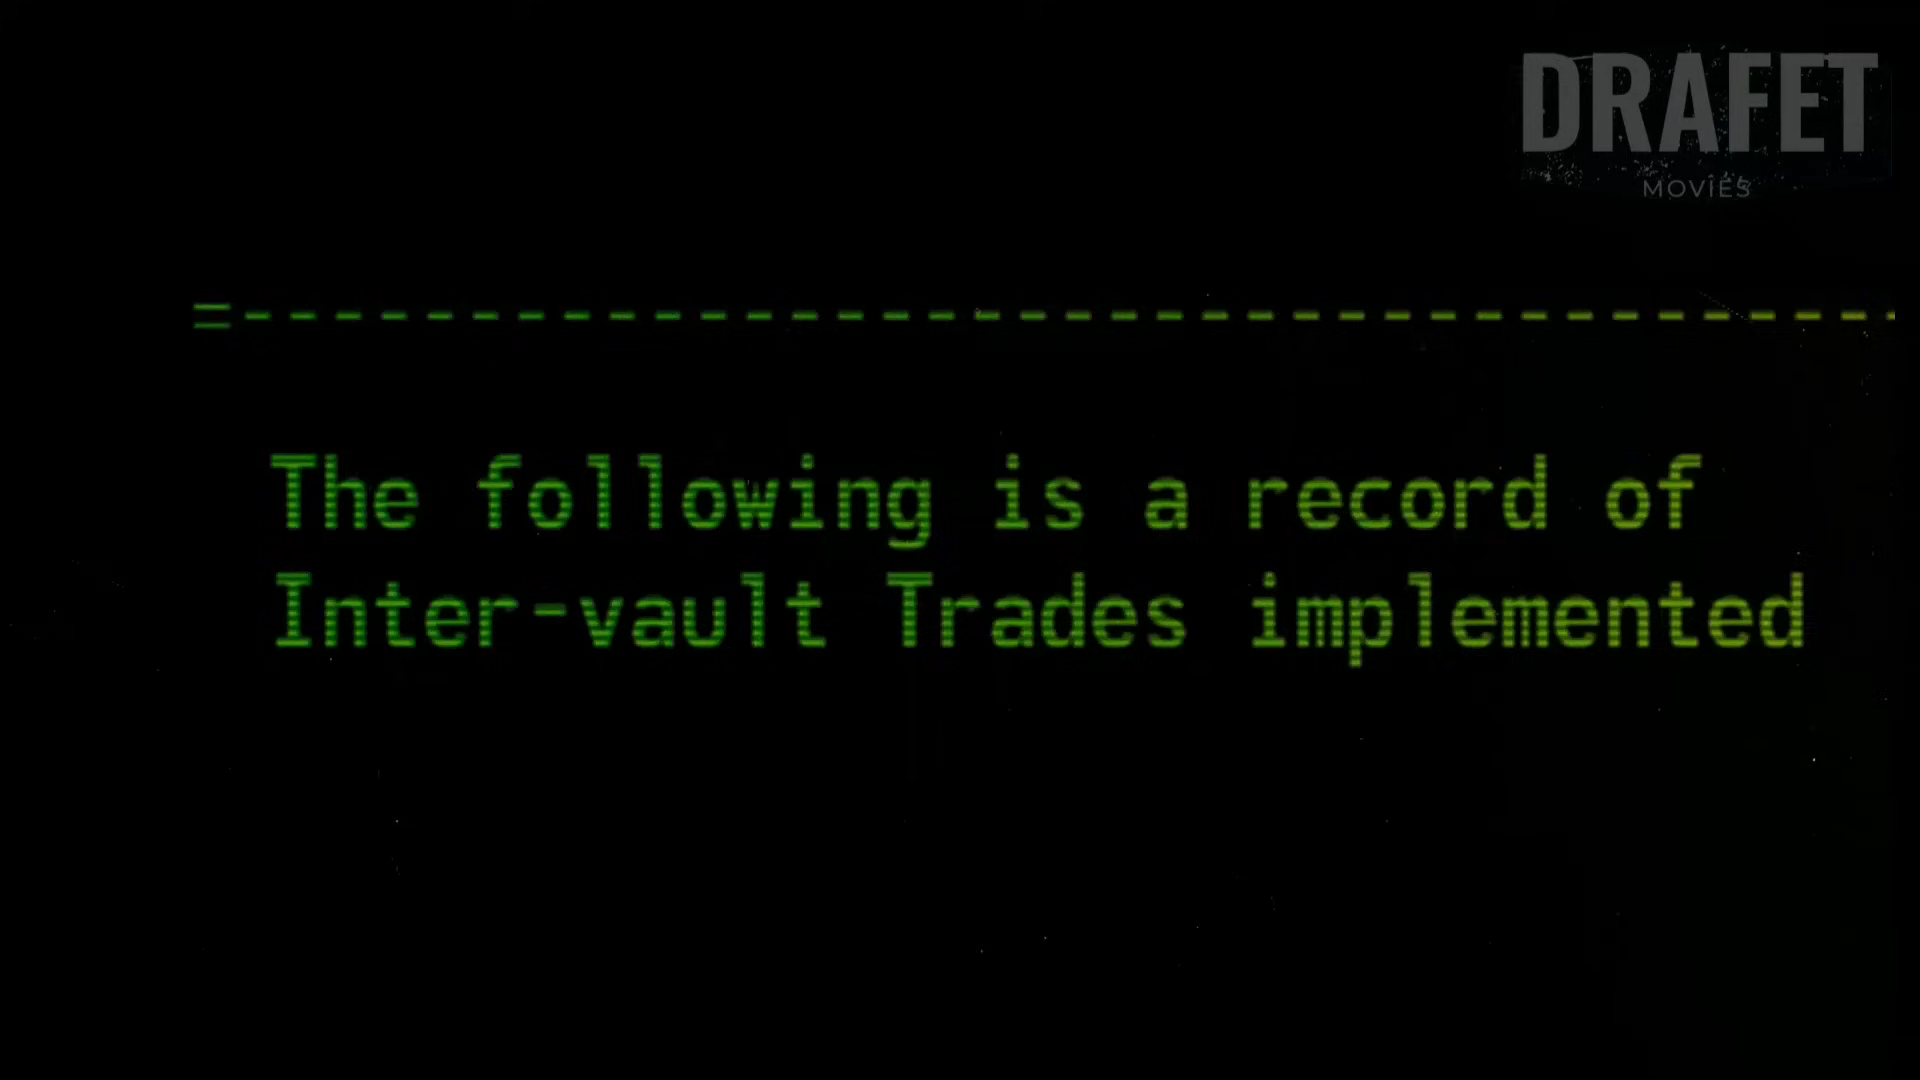 DRAFET
MOVIES
=------------------------------------
The following is a record of
Inter-vault Trades implemented